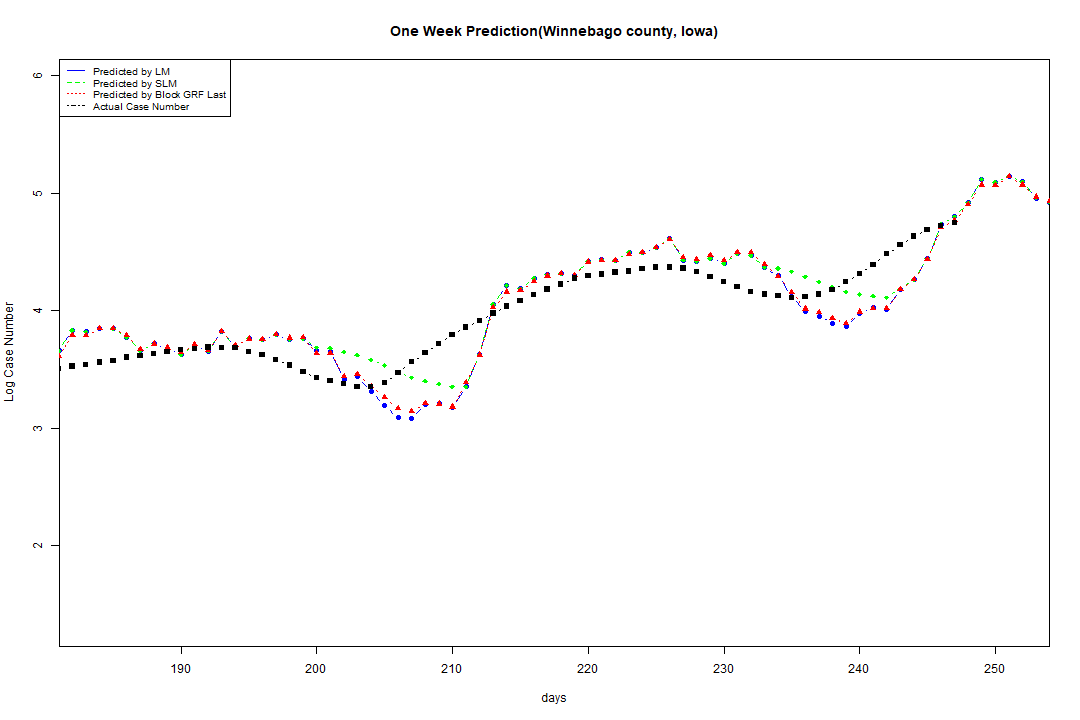 One Week Prediction(Winnebago county, Iowa)
Predicted by LM
Predicted by SLM
Predicted by Block GRF Last
Actual Case Number
6
5
4
3
2
Log Case Number
190
200
210
220
230
240
250
days